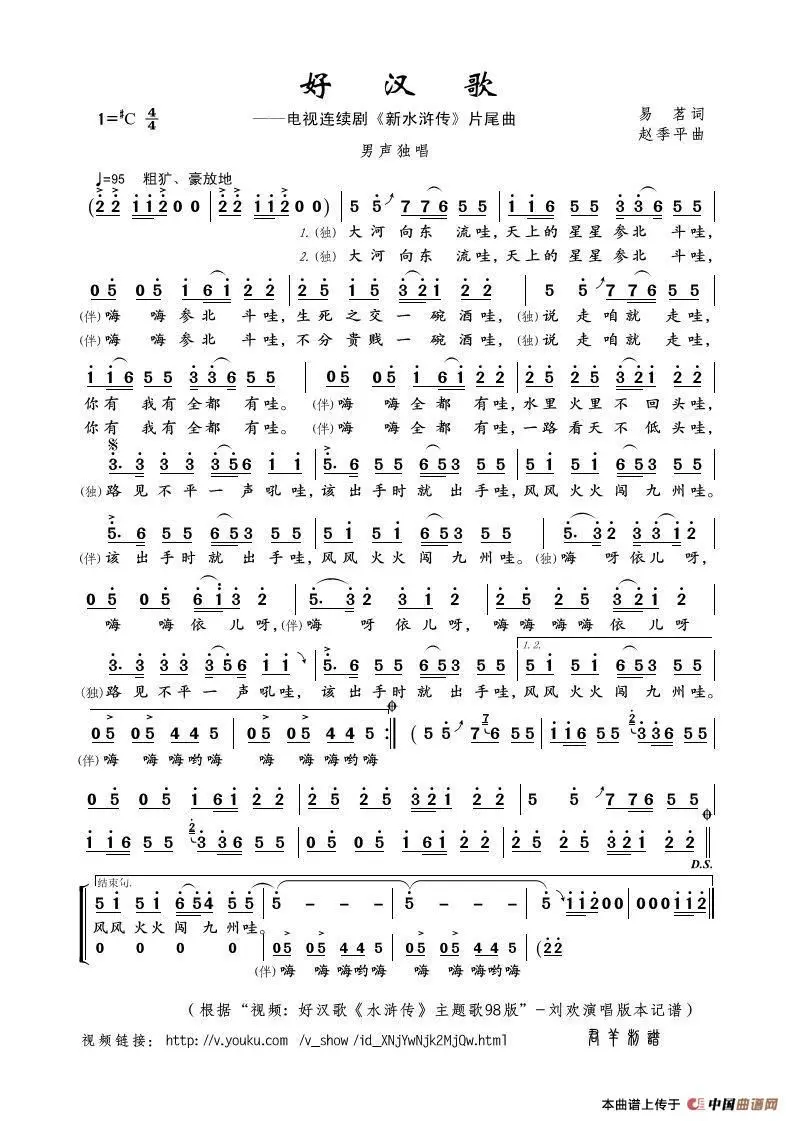 好 汉 歌
1=♯C 4/4
——电视连续剧《新水浒传》片尾曲
易 茗 词
赵季平 曲
男声独唱
♩=95 粗犷、豪放地
1. (独) 大河 向东 流哇, 天上的 星星 参北 斗哇,
2. (独) 大河 向东 流哇, 天上的 星星 参北 斗哇,
(伴) 嗨 嗨 参北 斗哇, 生死 之交 一碗 酒哇, (独) 说走 咱就 走哇,
(伴) 嗨 嗨 参北 斗哇, 不分 贵贱 一碗 酒哇, (独) 说走 咱就 走哇,
你有 我有 全都 有哇。 (伴) 嗨 嗨 全都 有哇, 水里 火里 不回 头哇,
你有 我有 全都 有哇。 (伴) 嗨 嗨 全都 有哇, 一路 看天 不低 头哇,
(独) 路见 不平 一声 吼哇, 该出手时就 出手哇, 风风火火 闯九州哇。
(伴) 该出手时就 出手哇, 风风火火 闯九州哇。 (独) 嗨 呀依儿 呀,
嗨 嗨 依儿呀, (伴) 嗨 呀依儿 呀, 嗨嗨 嗨嗨 依儿呀
1. 2.
(独) 路见 不平 一声 吼哇, 该出手时就 出手哇, 风风火火 闯九州哇。
(伴) 嗨 嗨 嗨哟嗨 嗨 嗨 嗨哟嗨
D.S.
结束句.
风风 火火 闯九州哇。
(伴) 嗨 嗨 嗨哟嗨 嗨 嗨 嗨哟嗨
（根据“视频: 好汉歌《水浒传》主题歌98版”-刘欢演唱版本记谱）
视频链接: http://v.youku.com /v_show /id_XNjYwNjk2MjQw.html
君羊制谱
本曲谱上传于 中国曲谱网